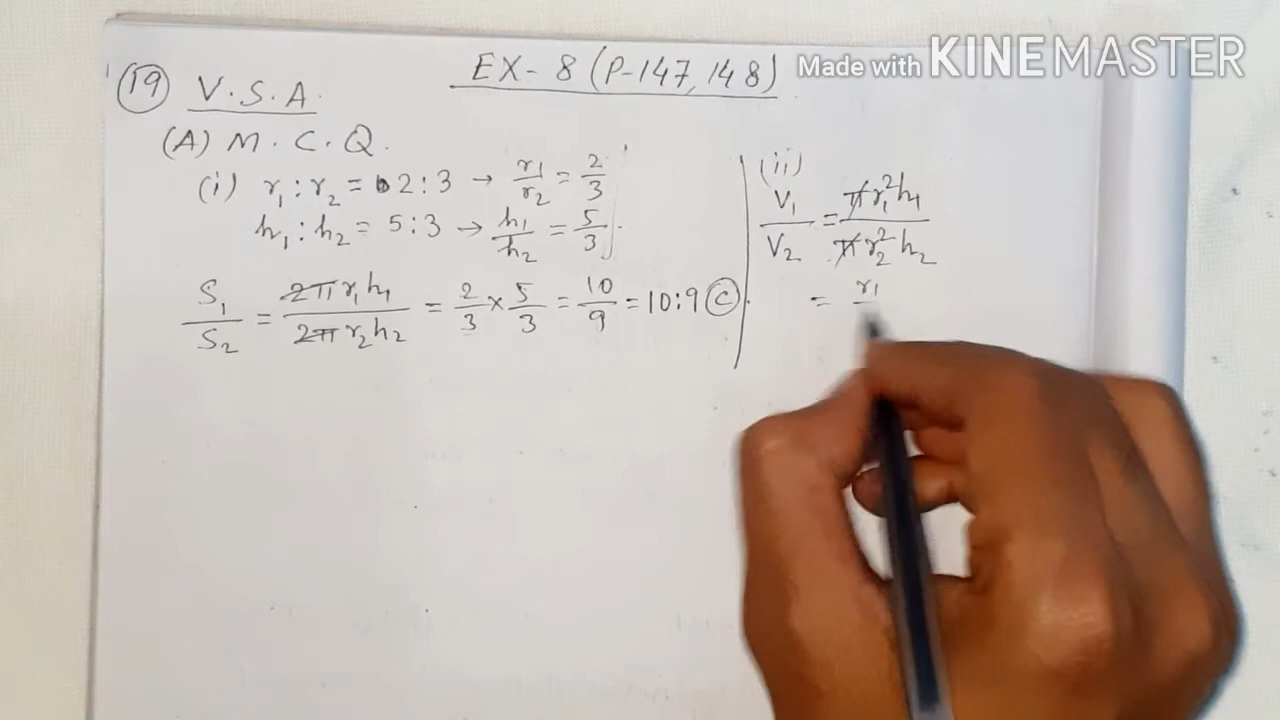 EX-8 (P-147, 148)
Made with KINEMASTER
(19) V.S.A.
(A) M.C.Q.
(i) r₁ : r₂ = 2:3 → r₁/r₂ = 2/3
h₁ : h₂ = 5:3 → h₁/h₂ = 5/3.
S₁/S₂ = 2πr₁h₁/2πr₂h₂ = 2/3 × 5/3 = 10/9 = 10:9 (C).
(ii)
V₁/V₂ = πr₁²h₁/πr₂²h₂
= r₁